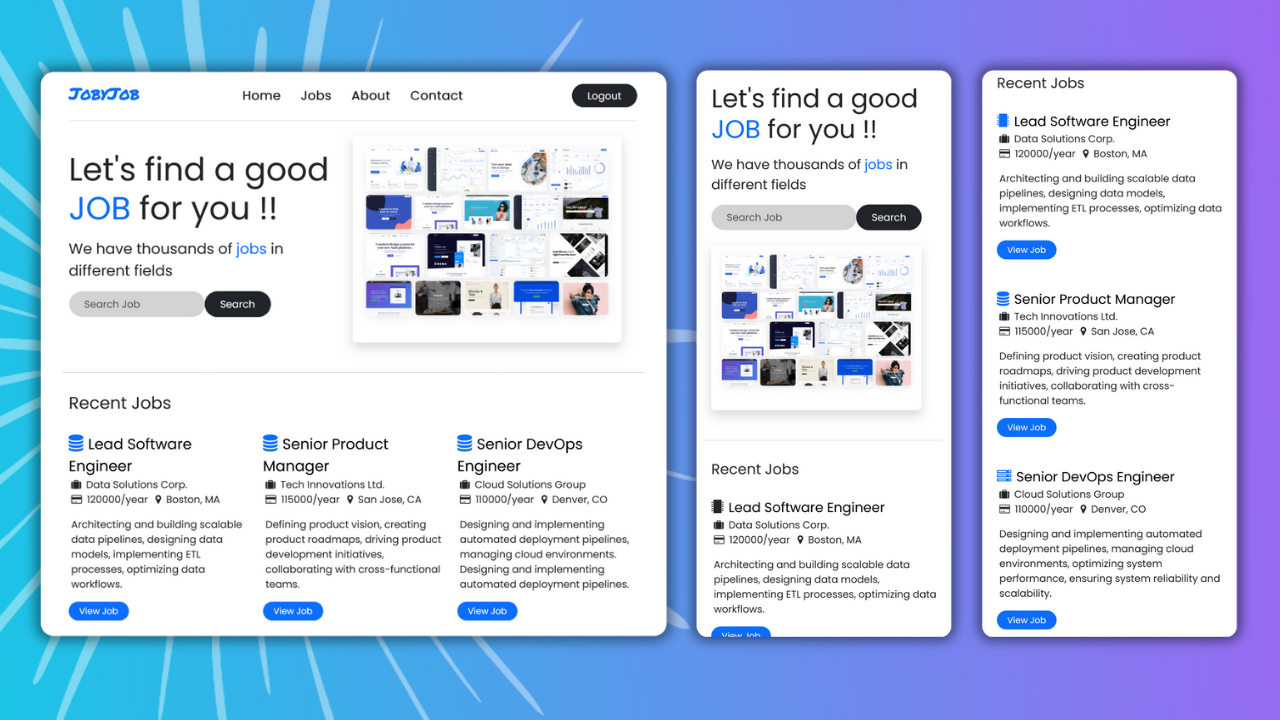 JobyJob
Home Jobs About Contact
Logout
Let's find a good
JOB for you !!
We have thousands of jobs in
different fields
Search Job Search
Recent Jobs
Lead Software
Engineer
Data Solutions Corp.
120000/year Boston, MA
Architecting and building scalable
data pipelines, designing data
models, implementing ETL
processes, optimizing data
workflows.
View Job
Senior Product
Manager
Tech Innovations Ltd.
115000/year San Jose, CA
Defining product vision, creating
product roadmaps, driving product
development initiatives,
collaborating with cross-functional
teams.
View Job
Senior DevOps
Engineer
Cloud Solutions Group
110000/year Denver, CO
Designing and implementing
automated deployment pipelines,
managing cloud environments.
Designing and implementing
automated deployment pipelines.
View Job
Let's find a good
JOB for you !!
We have thousands of jobs in
different fields
Search Job Search
Recent Jobs
Lead Software Engineer
Data Solutions Corp.
120000/year Boston, MA
Architecting and building scalable data
pipelines, designing data models,
implementing ETL processes, optimizing data
workflows.
View Job
Recent Jobs
Lead Software Engineer
Data Solutions Corp.
120000/year Boston, MA
Architecting and building scalable data
pipelines, designing data models,
implementing ETL processes, optimizing data
workflows.
View Job
Senior Product Manager
Tech Innovations Ltd.
115000/year San Jose, CA
Defining product vision, creating product
roadmaps, driving product development
initiatives, collaborating with cross-
functional teams.
View Job
Senior DevOps Engineer
Cloud Solutions Group
110000/year Denver, CO
Designing and implementing automated
deployment pipelines, managing cloud
environments, optimizing system
performance, ensuring system reliability and
scalability.
View Job